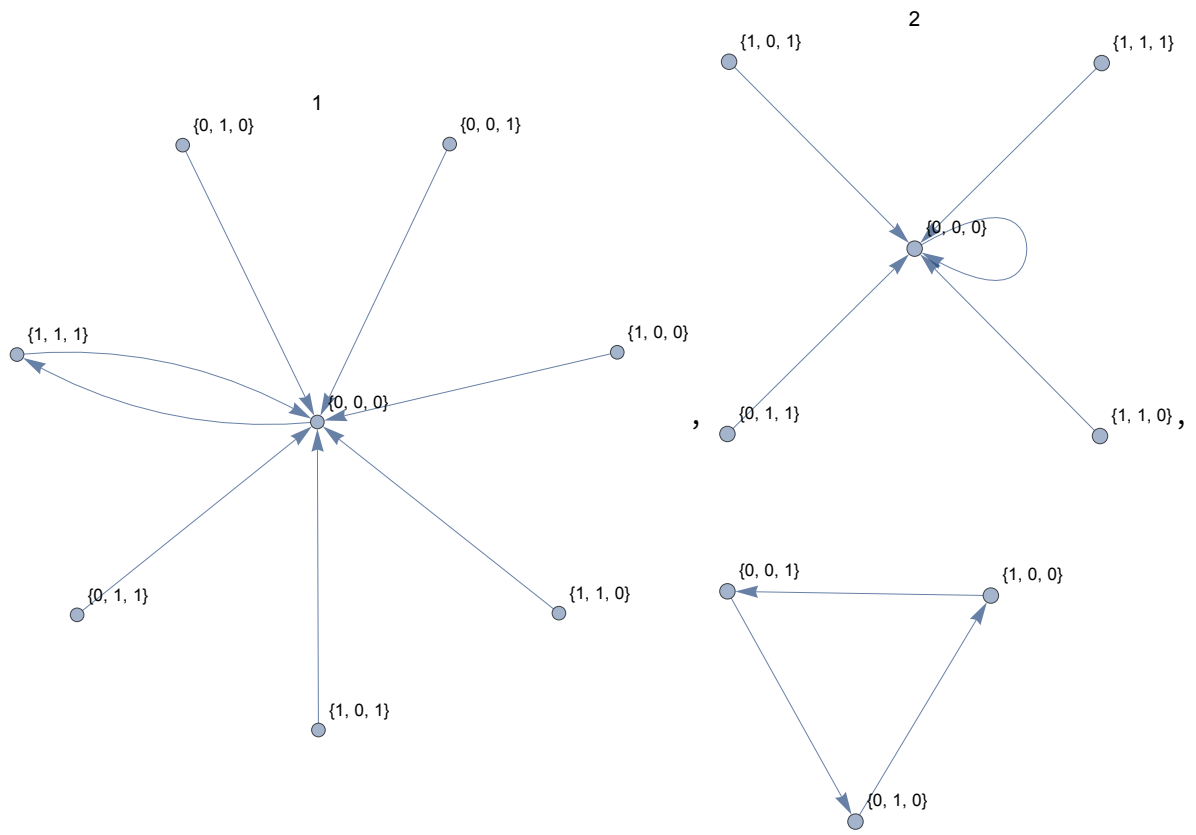 1
{0, 1, 0}
{0, 0, 1}
{1, 1, 1}
{1, 0, 0}
{0, 0, 0}
{0, 1, 1}
{1, 1, 0}
{1, 0, 1}
,
2
{1, 0, 1}
{1, 1, 1}
{0, 0, 0}
{0, 1, 1}
{1, 1, 0}
,
{0, 0, 1}
{1, 0, 0}
{0, 1, 0}